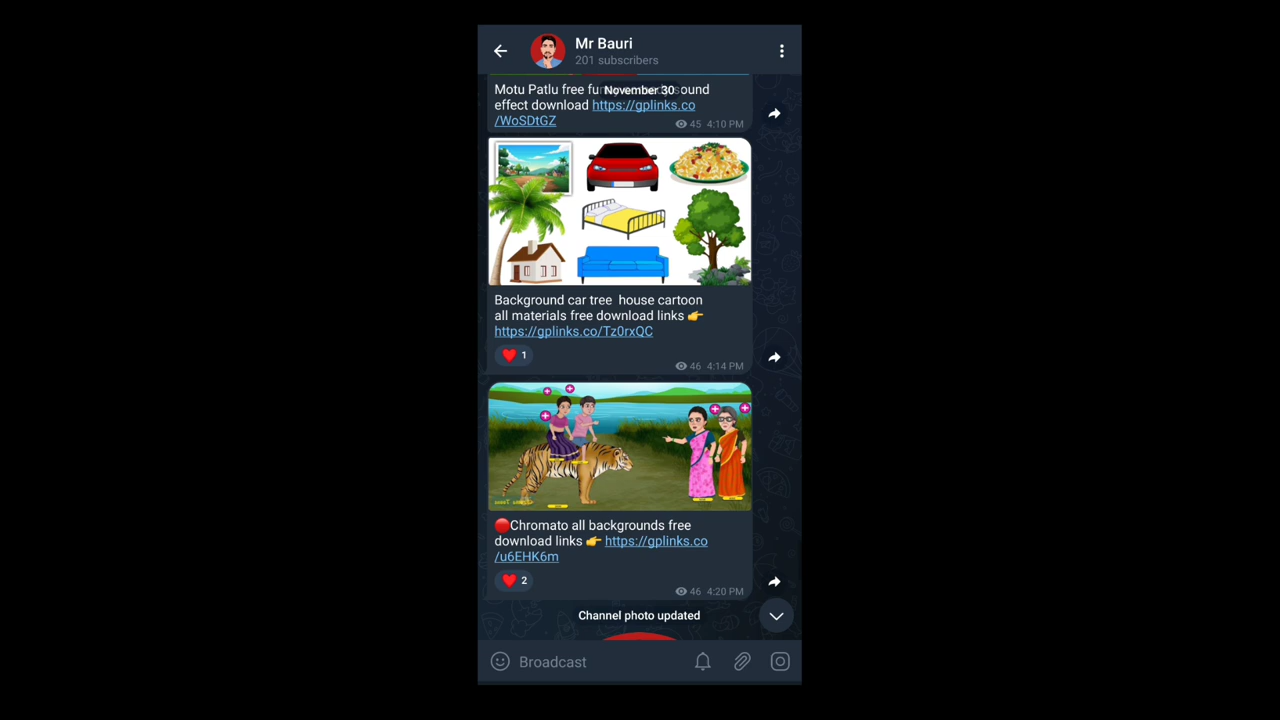 Mr Bauri
201 subscribers
November 30
Motu Patlu free fu ound
effect download https://gplinks.co
/WoSDtGZ
45 4:10 PM
Background car tree house cartoon
all materials free download links 👉
https://gplinks.co/Tz0rxQC
❤️ 1
46 4:14 PM
🔴Chromato all backgrounds free
download links 👉 https://gplinks.co
/u6EHK6m
❤️ 2
46 4:20 PM
Channel photo updated
Broadcast